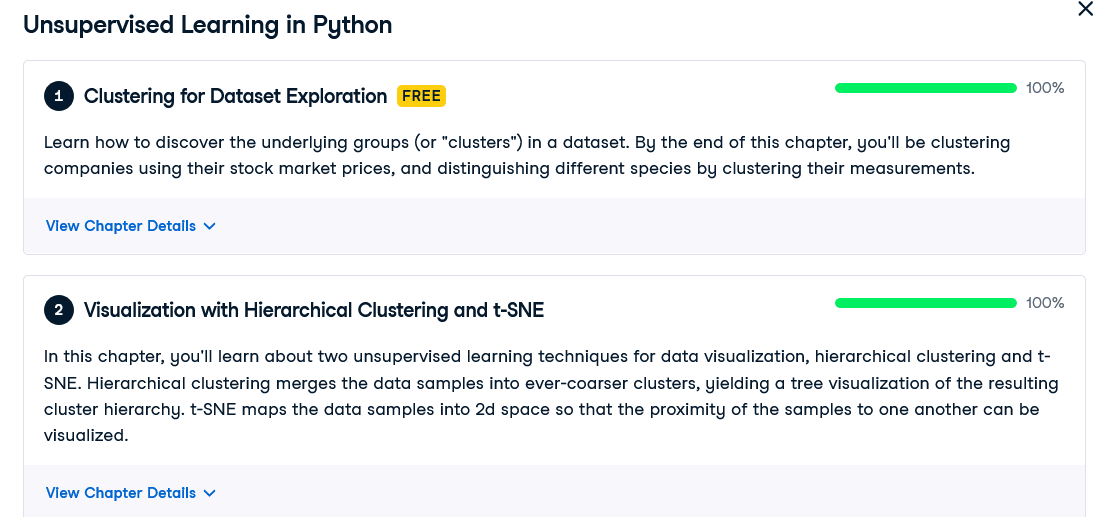 Unsupervised Learning in Python
1 Clustering for Dataset Exploration FREE 100%
Learn how to discover the underlying groups (or "clusters") in a dataset. By the end of this chapter, you'll be clustering
companies using their stock market prices, and distinguishing different species by clustering their measurements.
View Chapter Details
2 Visualization with Hierarchical Clustering and t-SNE 100%
In this chapter, you'll learn about two unsupervised learning techniques for data visualization, hierarchical clustering and t-
SNE. Hierarchical clustering merges the data samples into ever-coarser clusters, yielding a tree visualization of the resulting
cluster hierarchy. t-SNE maps the data samples into 2d space so that the proximity of the samples to one another can be
visualized.
View Chapter Details